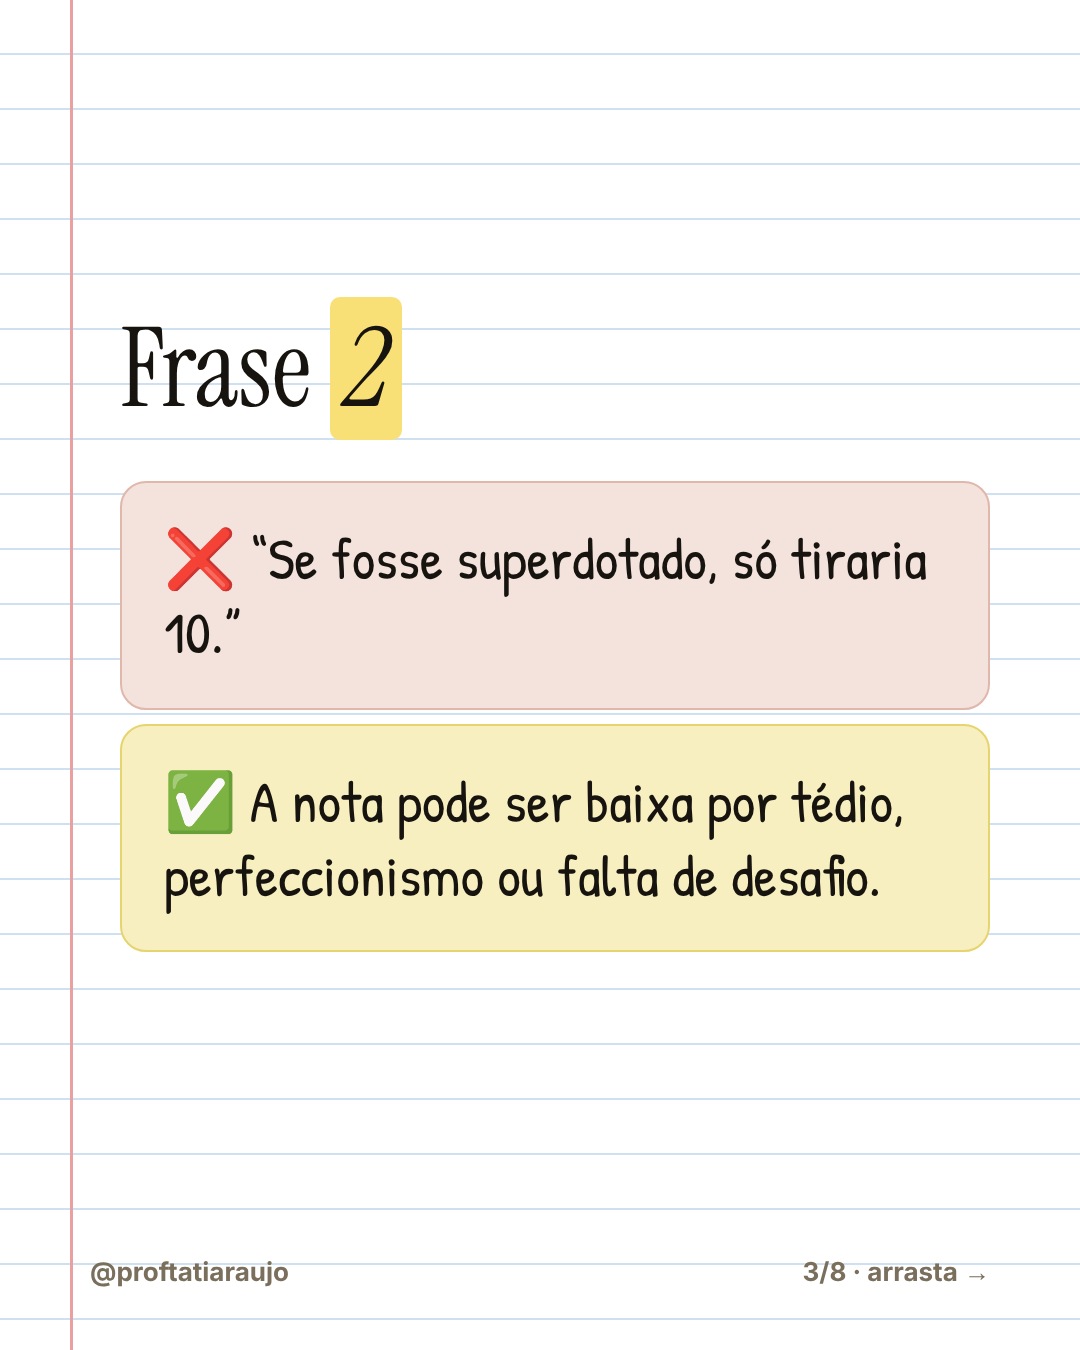 Frase 2
❌ “Se fosse superdotado, só tiraria
10.”
✅ A nota pode ser baixa por tédio,
perfeccionismo ou falta de desafio.
@proftatiaraujo
3/8 · arrasta →